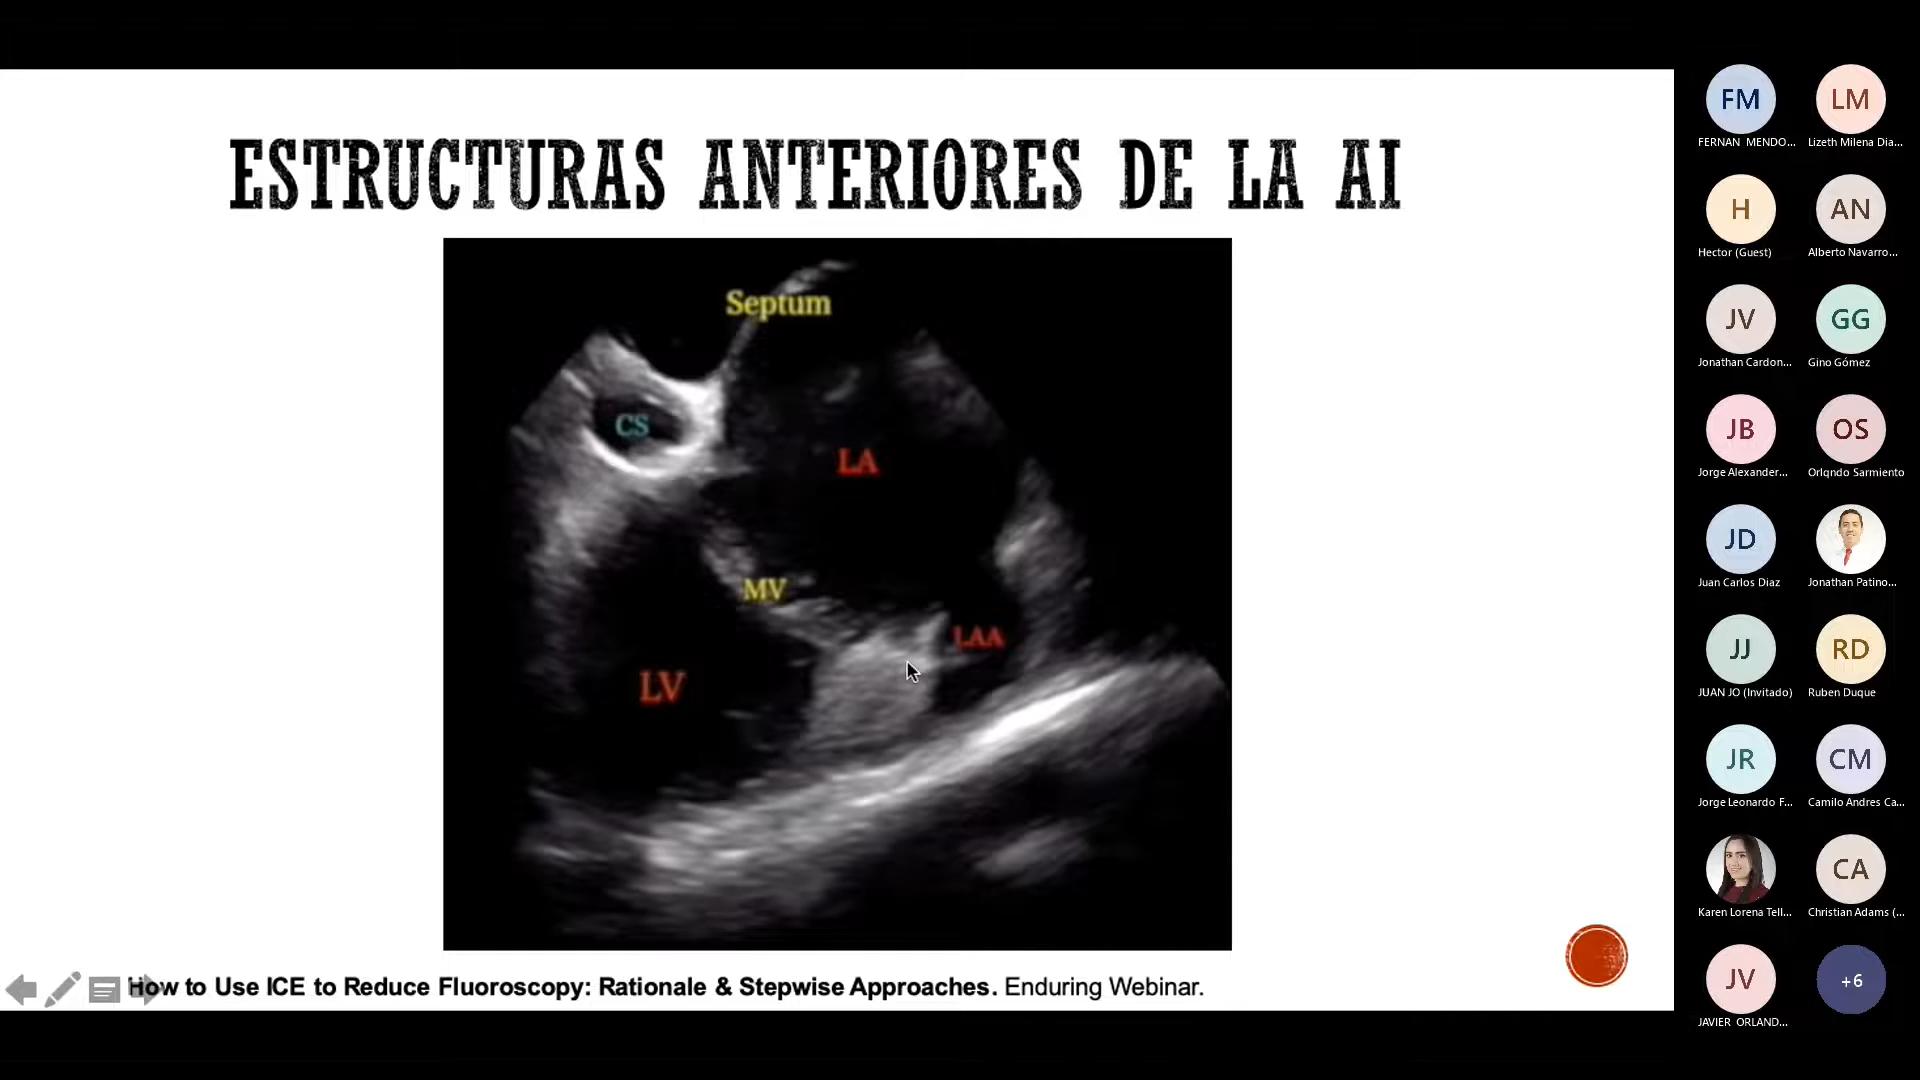 ESTRUCTURAS ANTERIORES DE LA AI
Septum
CS
LA
MV
LAA
LV
How to Use ICE to Reduce Fluoroscopy: Rationale & Stepwise Approaches. Enduring Webinar.
FM
FERNAN MENDO...
LM
Lizeth Milena Dia...
H
Hector (Guest)
AN
Alberto Navarro...
JV
Jonathan Cardon...
GG
Gino Gómez
JB
Jorge Alexander...
OS
Orlqndo Sarmiento
JD
Juan Carlos Diaz
Jonathan Patino...
JJ
JUAN JO (Invitado)
RD
Ruben Duque
JR
Jorge Leonardo F...
CM
Camilo Andres Ca...
Karen Lorena Tell...
CA
Christian Adams (...
JV
JAVIER ORLAND...
+6